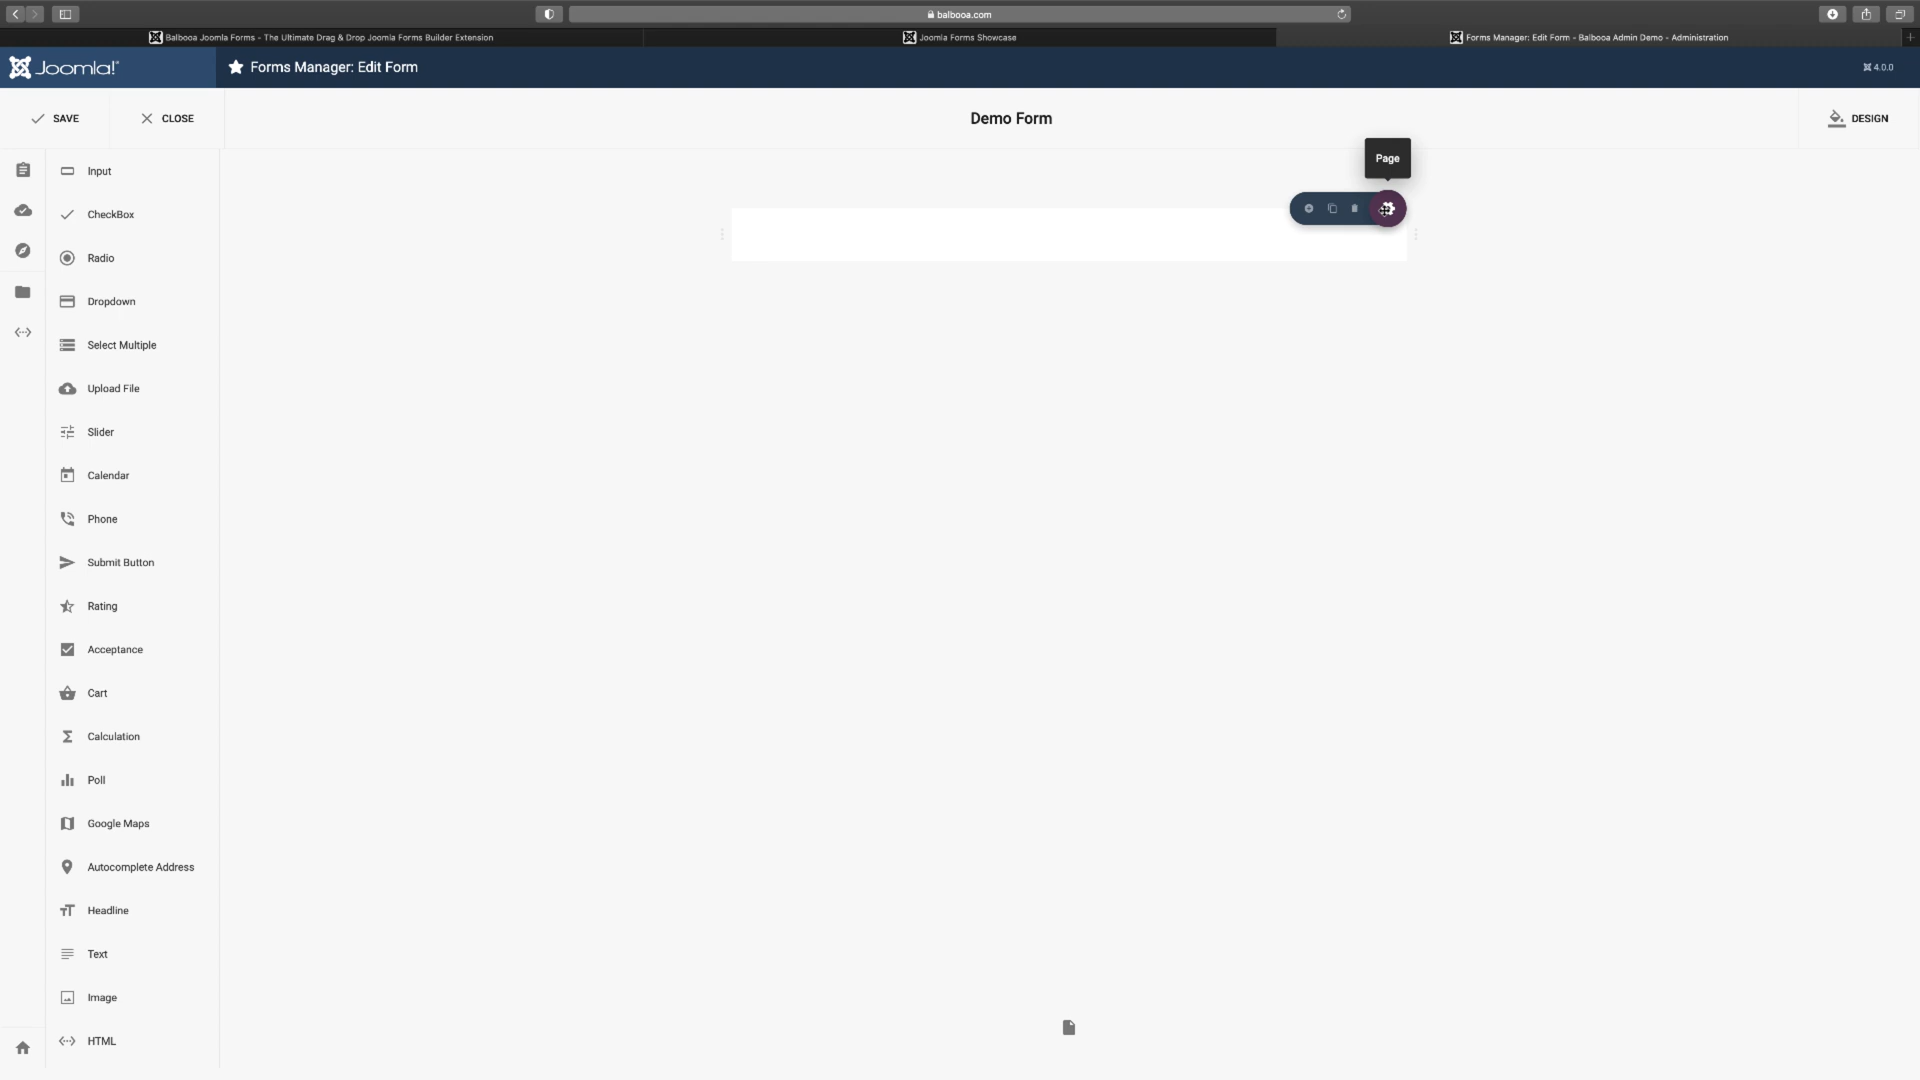 balbooa.com
Balbooa Joomla Forms - The Ultimate Drag & Drop Joomla Forms Builder Extension
Joomla Forms Showcase
Forms Manager: Edit Form - Balbooa Admin Demo - Administration
Joomla!®
Forms Manager: Edit Form
4.0.0
SAVE
CLOSE
Demo Form
DESIGN
Page
Input
CheckBox
Radio
Dropdown
Select Multiple
Upload File
Slider
Calendar
Phone
Submit Button
Rating
Acceptance
Cart
Calculation
Poll
Google Maps
Autocomplete Address
Headline
Text
Image
HTML